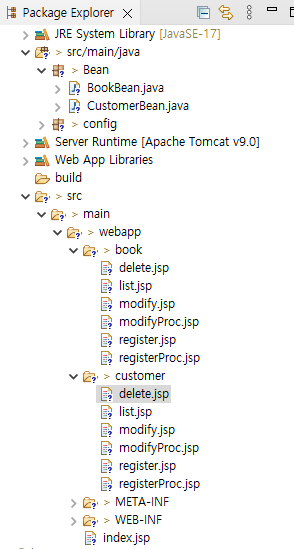 Package Explorer
JRE System Library [JavaSE-17]
> src/main/java
> Bean
BookBean.java
CustomerBean.java
> config
Server Runtime [Apache Tomcat v9.0]
Web App Libraries
build
> src
> main
> webapp
> book
delete.jsp
list.jsp
modify.jsp
modifyProc.jsp
register.jsp
registerProc.jsp
> customer
delete.jsp
list.jsp
modify.jsp
modifyProc.jsp
register.jsp
registerProc.jsp
> META-INF
> WEB-INF
index.jsp